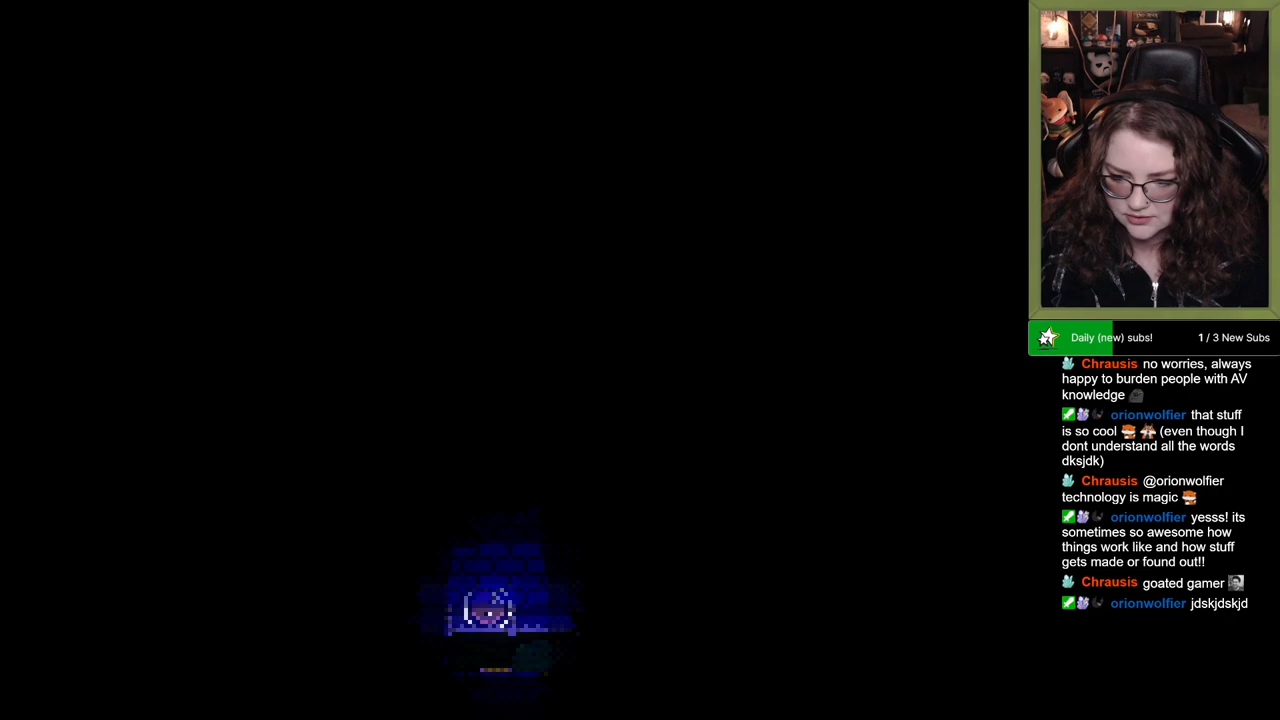 Daily (new) subs! 1 / 3 New Subs
Chrausis no worries, always
happy to burden people with AV
knowledge
orionwolfier that stuff
is so cool (even though I
dont understand all the words
dksjdk)
Chrausis @orionwolfier
technology is magic
orionwolfier yesss! its
sometimes so awesome how
things work like and how stuff
gets made or found out!!
Chrausis goated gamer
orionwolfier jdskjdskjd